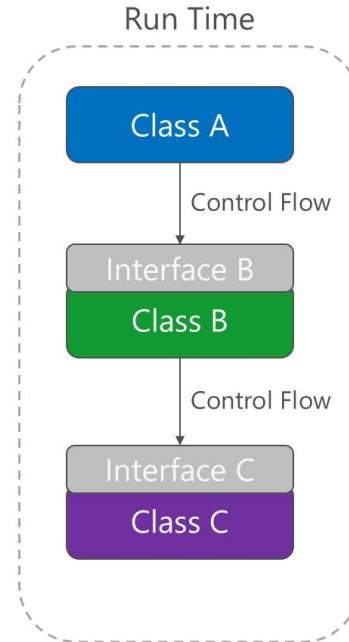 Run Time
Class A
Control Flow
Interface B
Class B
Control Flow
Interface C
Class C